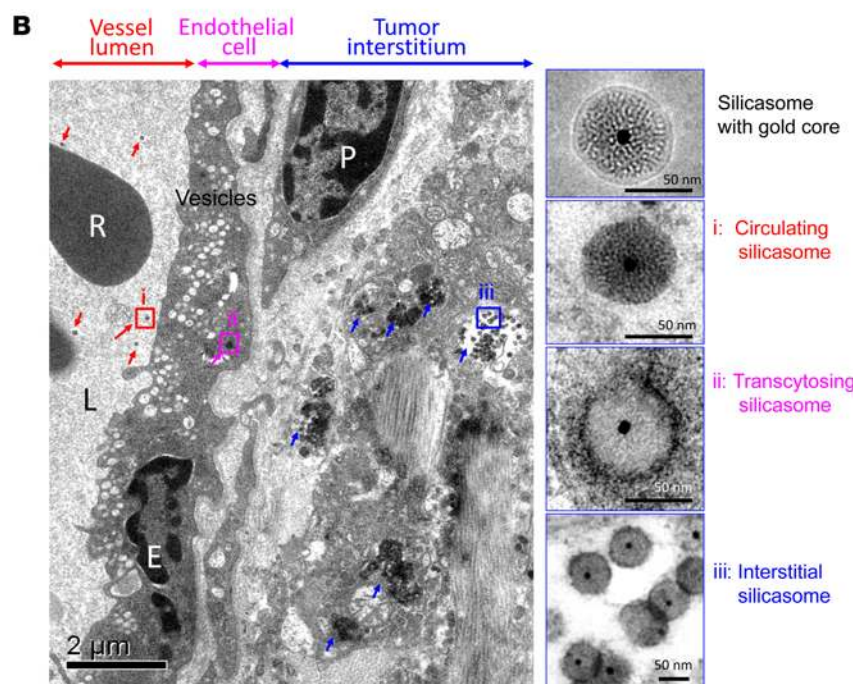 B
Vessel
lumen
Endothelial
cell
Tumor
interstitium
P
Vesicles
R
i
iii
ii
L
E
2 μm
Silicasome
with gold core
50 nm
i: Circulating
silicasome
50 nm
ii: Transcytosing
silicasome
50 nm
iii: Interstitial
silicasome
50 nm